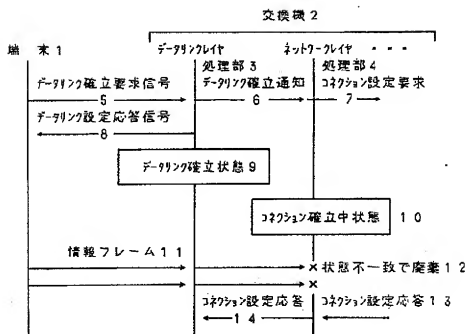 交換機2
端 末1
データリンクレイヤ
ネットワークレイヤ ・・・
処理部3
処理部4
データリンク確立要求信号
データリンク確立通知
コネクション設定要求
5
6
7
データリンク設定応答信号
8
データリンク確立状態9
コネクション確立中状態 10
情報フレーム11
×状態不一致で廃棄12
×
コネクション設定応答
コネクション設定応答13
14